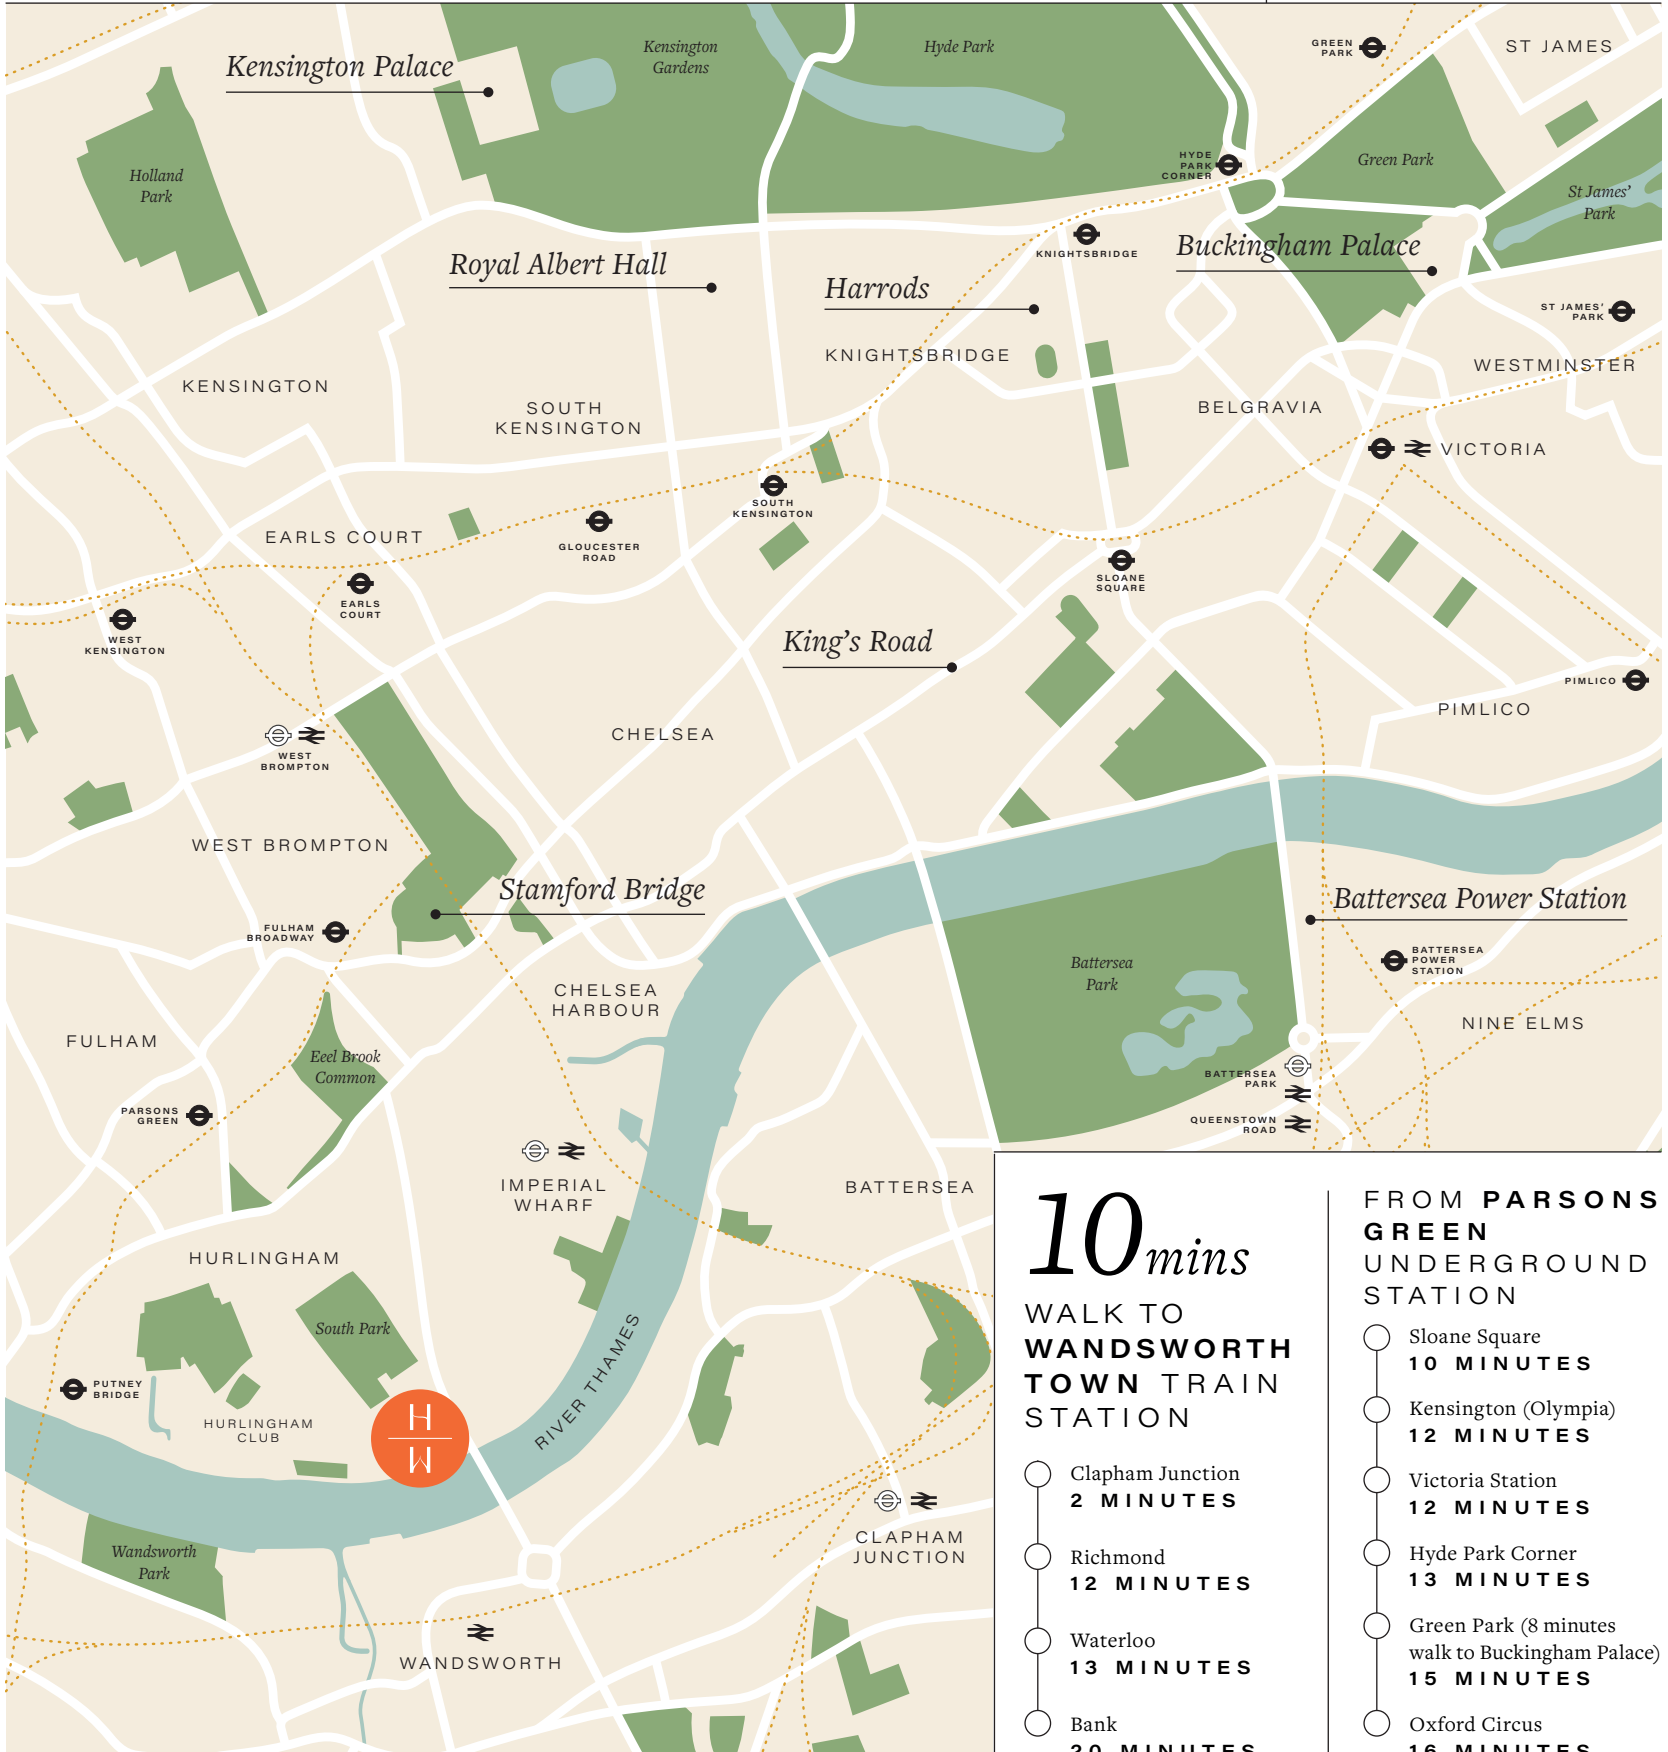 Kensington Palace
Kensington
Gardens
Hyde Park
GREEN
PARK
ST JAMES
Holland
Park
HYDE
PARK
CORNER
Green Park
St James’
Park
Royal Albert Hall
Harrods
KNIGHTSBRIDGE
Buckingham Palace
ST JAMES’
PARK
KENSINGTON
KNIGHTSBRIDGE
WESTMINSTER
SOUTH
KENSINGTON
BELGRAVIA
VICTORIA
EARLS COURT
GLOUCESTER
ROAD
SOUTH
KENSINGTON
SLOANE
SQUARE
EARLS
COURT
WEST
KENSINGTON
King’s Road
PIMLICO
PIMLICO
CHELSEA
WEST
BROMPTON
WEST BROMPTON
Stamford Bridge
Battersea Power Station
FULHAM
BROADWAY
BATTERSEA
POWER
STATION
Battersea
Park
CHELSEA
HARBOUR
NINE ELMS
FULHAM
Eeel Brook
Common
BATTERSEA
PARK
PARSONS
GREEN
QUEENSTOWN
ROAD
IMPERIAL
WHARF
BATTERSEA
HURLINGHAM
South Park
RIVER THAMES
PUTNEY
BRIDGE
HURLINGHAM
CLUB
H
W
Wandsworth
Park
CLAPHAM
JUNCTION
WANDSWORTH
10 mins
WALK TO
WANDSWORTH
TOWN TRAIN
STATION
Clapham Junction
2 MINUTES
Richmond
12 MINUTES
Waterloo
13 MINUTES
Bank
20 MINUTES
FROM PARSONS
GREEN
UNDERGROUND
STATION
Sloane Square
10 MINUTES
Kensington (Olympia)
12 MINUTES
Victoria Station
12 MINUTES
Hyde Park Corner
13 MINUTES
Green Park (8 minutes
walk to Buckingham Palace)
15 MINUTES
Oxford Circus
16 MINUTES